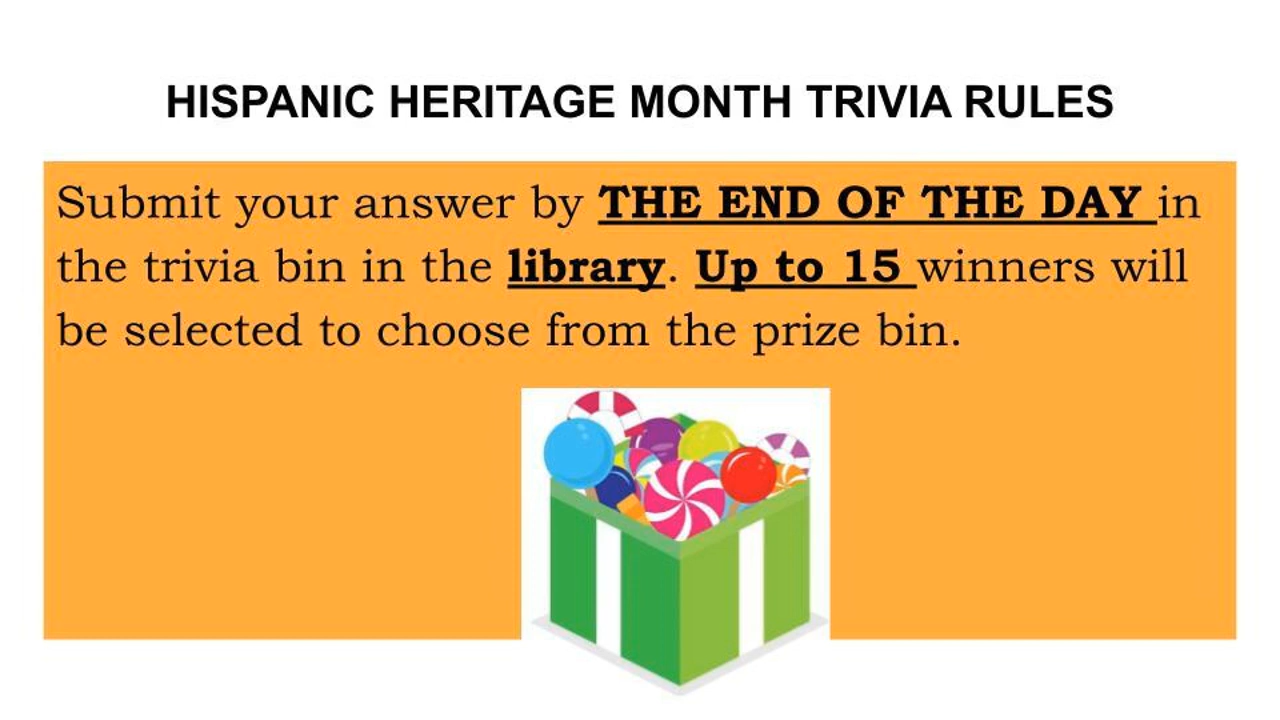 HISPANIC HERITAGE MONTH TRIVIA RULES
Submit your answer by THE END OF THE DAY in
the trivia bin in the library. Up to 15 winners will
be selected to choose from the prize bin.